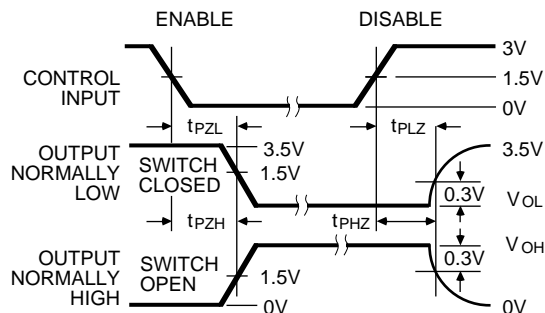 ENABLE DISABLE
3V
CONTROL INPUT 1.5V
0V
tPZL tPLZ
OUTPUT NORMALLY LOW
SWITCH CLOSED
3.5V
1.5V
3.5V
0.3V VOL
tPZH tPHZ
OUTPUT NORMALLY HIGH
SWITCH OPEN
1.5V
0V
VOH
0.3V
0V